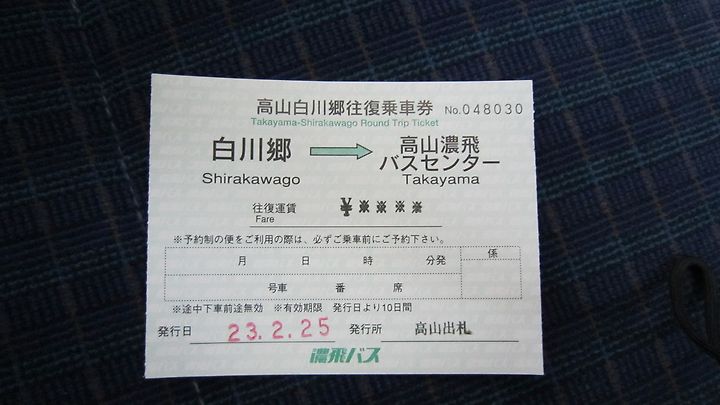 高山白川郷往復乗車券 No.048030
Takayama-Shirakawago Round Trip Ticket
白川郷
Shirakawago
高山濃飛
バスセンター
Takayama
往復運賃 ¥※※※※
Fare
※予約制の便をご利用の際は、必ずご乗車前にご予約下さい。
月 日 時 分発 係
号車 番 席
※途中下車前途無効 ※有効期限 発行日より10日間
発行日 23.2.25 発行所 高山出札
濃飛バス